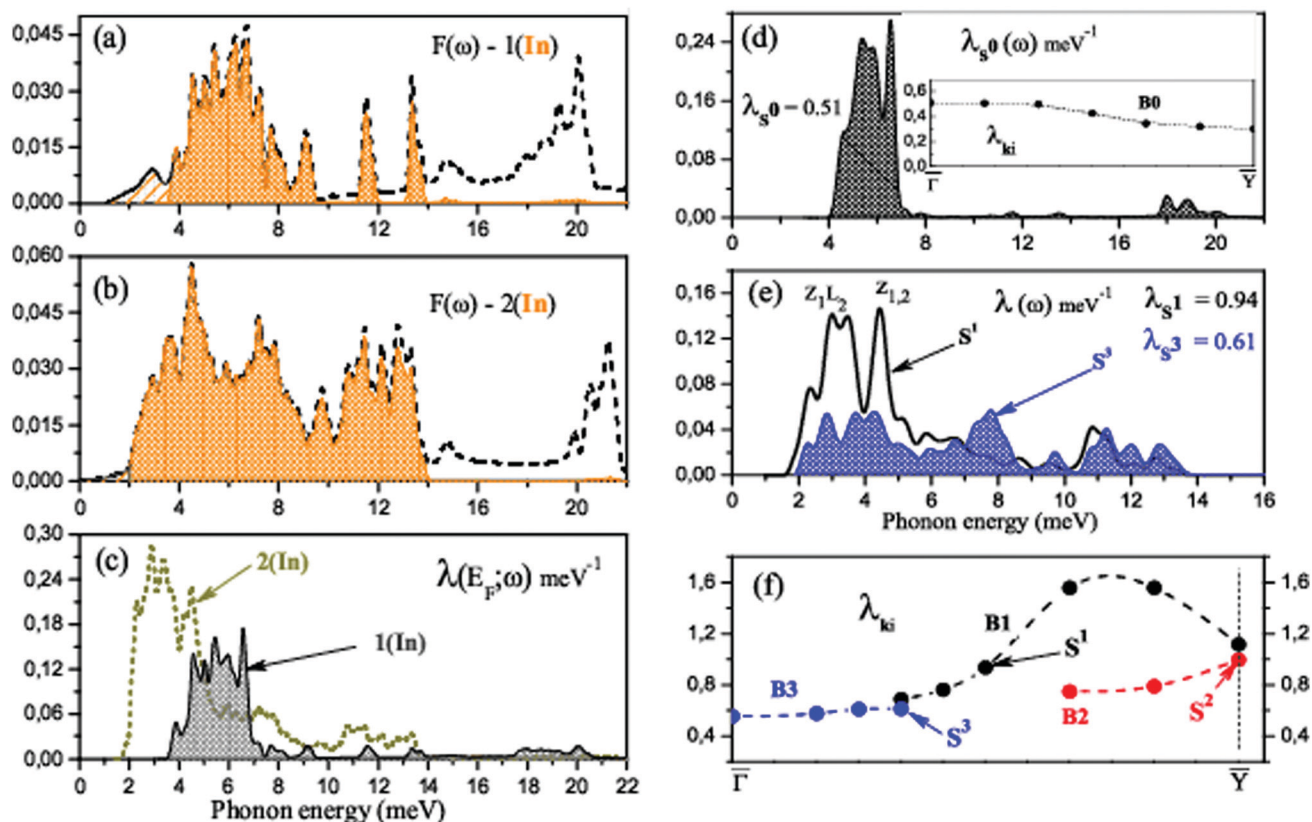 (a)
F(ω) - 1(In)
0,045
0,030
0,015
0,000
0 4 8 12 16 20
(b)
F(ω) - 2(In)
0,060
0,045
0,030
0,015
0,000
0 4 8 12 16 20
(c)
2(In)
λ(E_F;ω) meV⁻¹
1(In)
0,30
0,24
0,18
0,12
0,06
0,00
0 2 4 6 8 10 12 14 16 18 20 22
Phonon energy (meV)
(d)
λ_s0 (ω) meV⁻¹
λ_s0 = 0.51
0,24
0,16
0,08
0,00
0 4 8 12 16 20
B0
λ_ki
0,6
0,4
0,2
0,0
Γ̅ Y̅
(e)
Z₁L₂
Z₁,₂
λ (ω) meV⁻¹
λ_s1 = 0.94
λ_s3 = 0.61
S¹
S³
0,16
0,12
0,08
0,04
0,00
0 2 4 6 8 10 12 14 16
Phonon energy (meV)
(f)
λ_ki
B1
S¹
B3
S³
B2
S²
1,6
1,2
0,8
0,4
1,6
1,2
0,8
0,4
Γ̅ Y̅